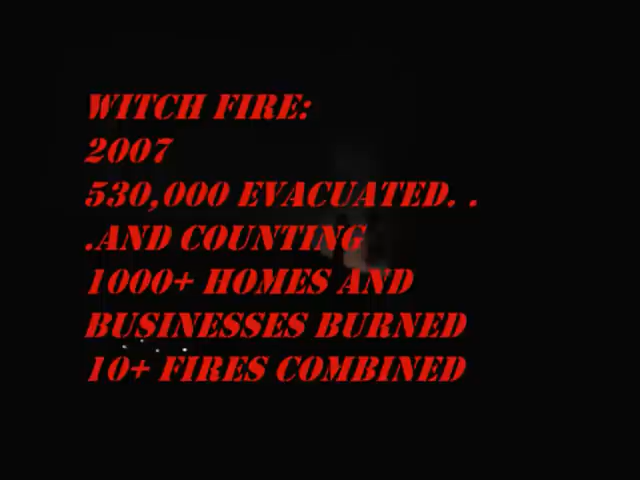 WITCH FIRE:
2007
530,000 EVACUATED. .
.AND COUNTING
1000+ HOMES AND
BUSINESSES BURNED
10+ FIRES COMBINED